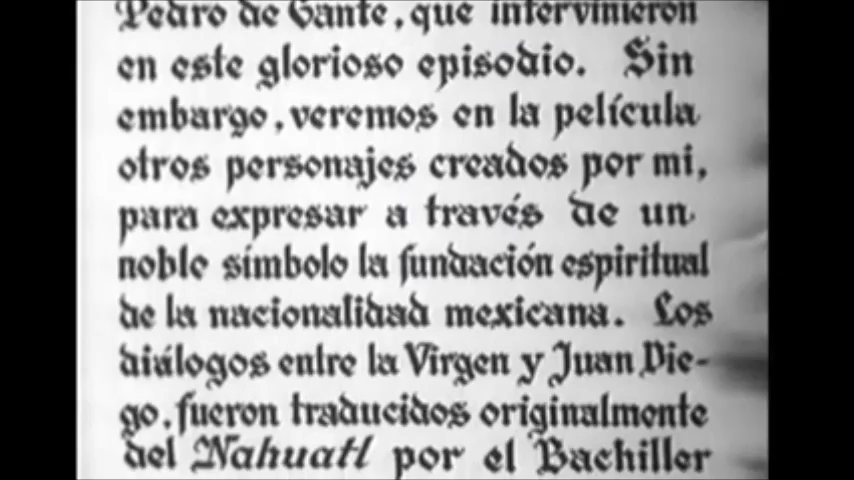 Pedro de Gante, que intervinieron
en este glorioso episodio. Sin
embargo, veremos en la película
otros personajes creados por mi,
para expresar a través de un
noble símbolo la fundación espiritual
de la nacionalidad mexicana. Los
diálogos entre la Virgen y Juan Die-
go, fueron traducidos originalmente
del Nahuatl por el Bachiller